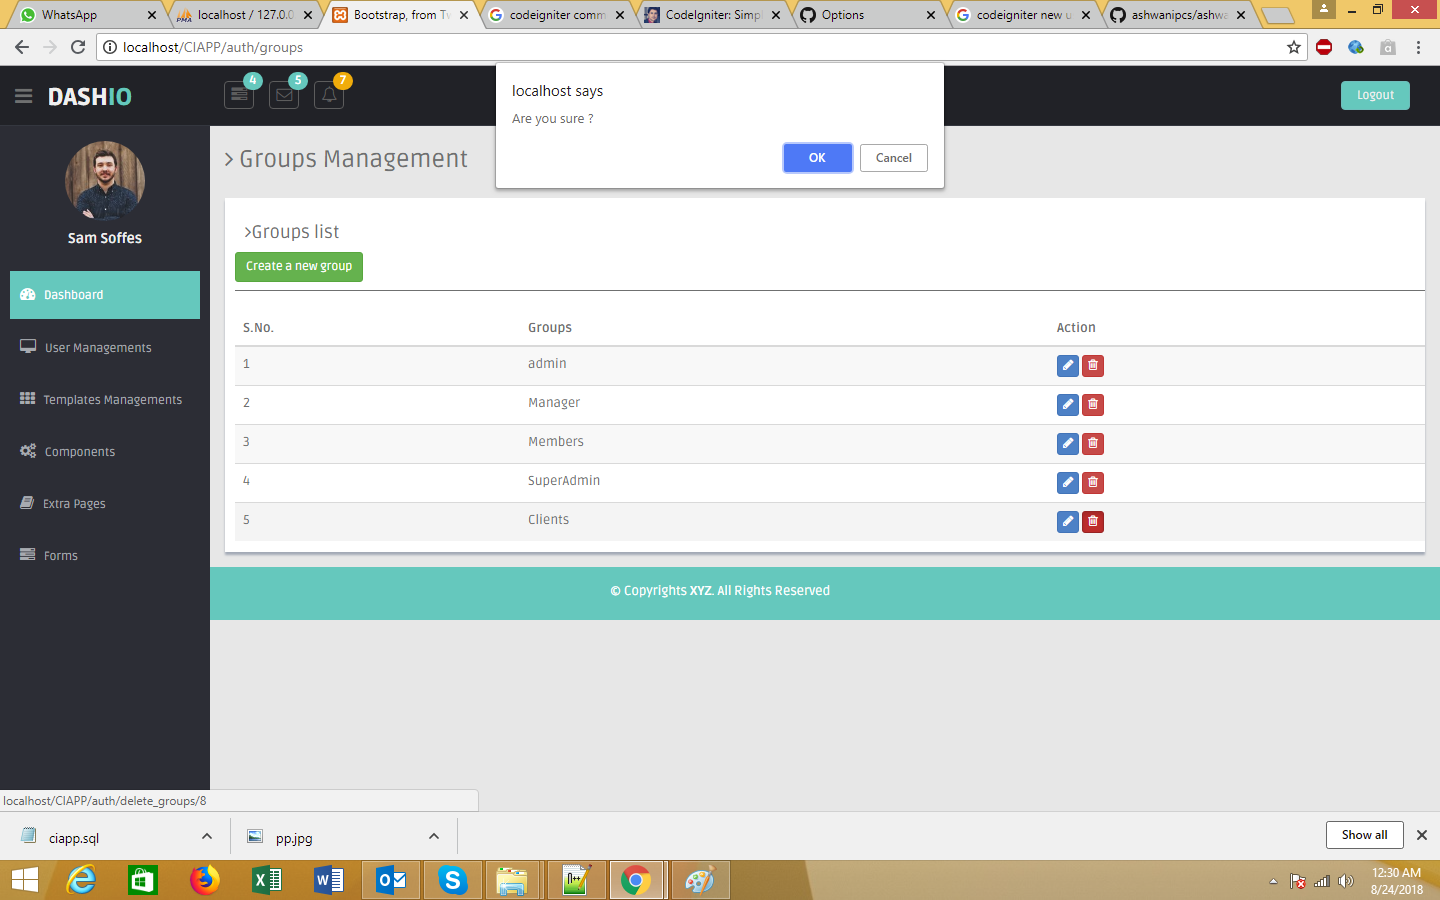 WhatsApp
localhost / 127.0.0
Bootstrap, from Tw
codeigniter comm
CodeIgniter: Simpl
Options
codeigniter new u
ashwanipcs/ashwa
localhost/CIAPP/auth/groups
DASHIO
4
5
7
Logout
localhost says
Are you sure ?
OK
Cancel
Sam Soffes
Dashboard
User Managements
Templates Managements
Components
Extra Pages
Forms
> Groups Management
>Groups list
Create a new group
S.No. Groups Action
1 admin
2 Manager
3 Members
4 SuperAdmin
5 Clients
© Copyrights XYZ. All Rights Reserved
localhost/CIAPP/auth/delete_groups/8
ciapp.sql
pp.jpg
Show all
12:30 AM
8/24/2018